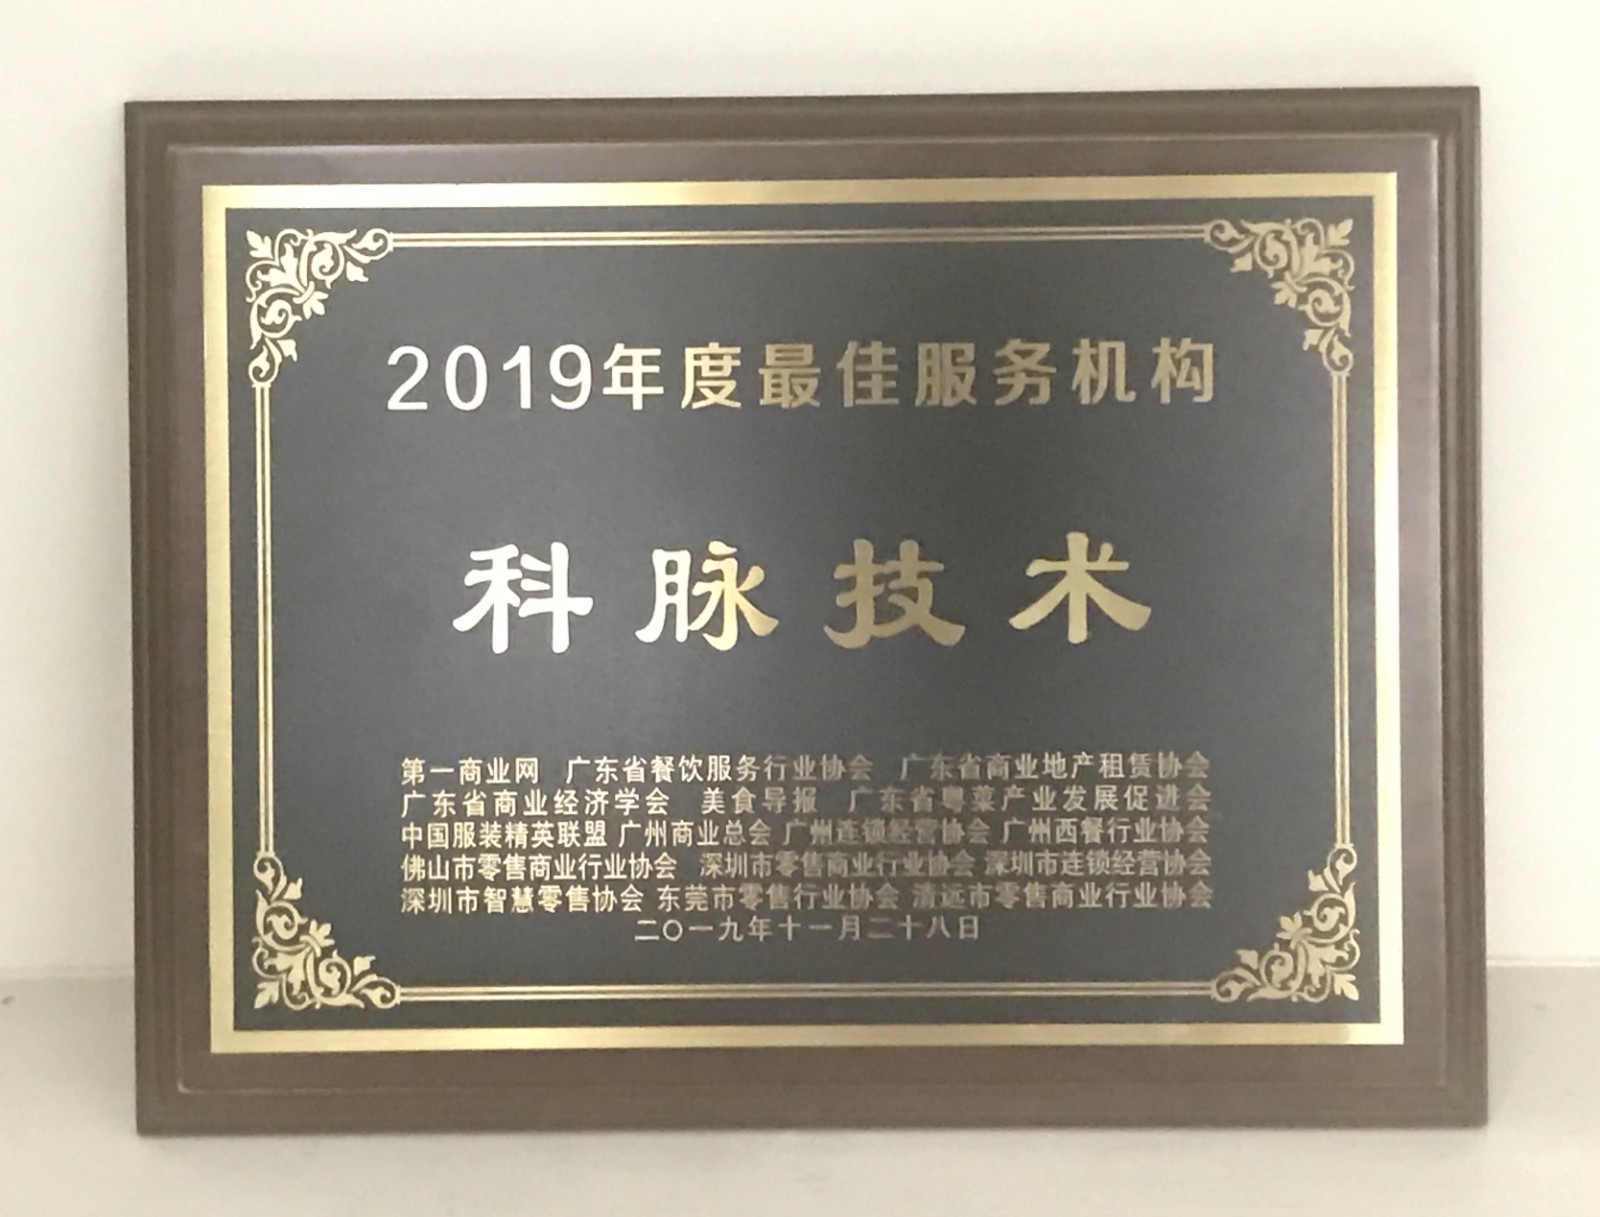 2019年度最佳服务机构
科脉技术
第一商业网 广东省餐饮服务行业协会 广东省商业地产租赁协会
广东省商业经济学会 美食导报 广东省粤菜产业发展促进会
中国服装精英联盟 广州商业总会 广州连锁经营协会 广州西餐行业协会
佛山市零售商业行业协会 深圳市零售商业行业协会 深圳市连锁经营协会
深圳市智慧零售协会 东莞市零售行业协会 清远市零售商业行业协会
二〇一九年十一月二十八日